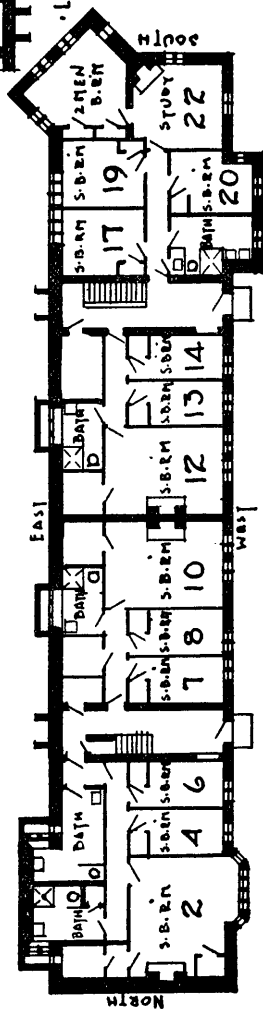 SOUTH
2 MEN
B.RM
STUDY
22
S.B.RM
19
S.B.RM
20
S.B.RM
17
BATH
S.B.RM
14
S.B.RM
13
BATH
S.B.RM
12
EAST
WEST
S.B.RM
10
BATH
S.B.RM
8
S.B.RM
7
S.B.RM
6
BATH
S.B.RM
4
S.B.RM
2
BATH
NORTH